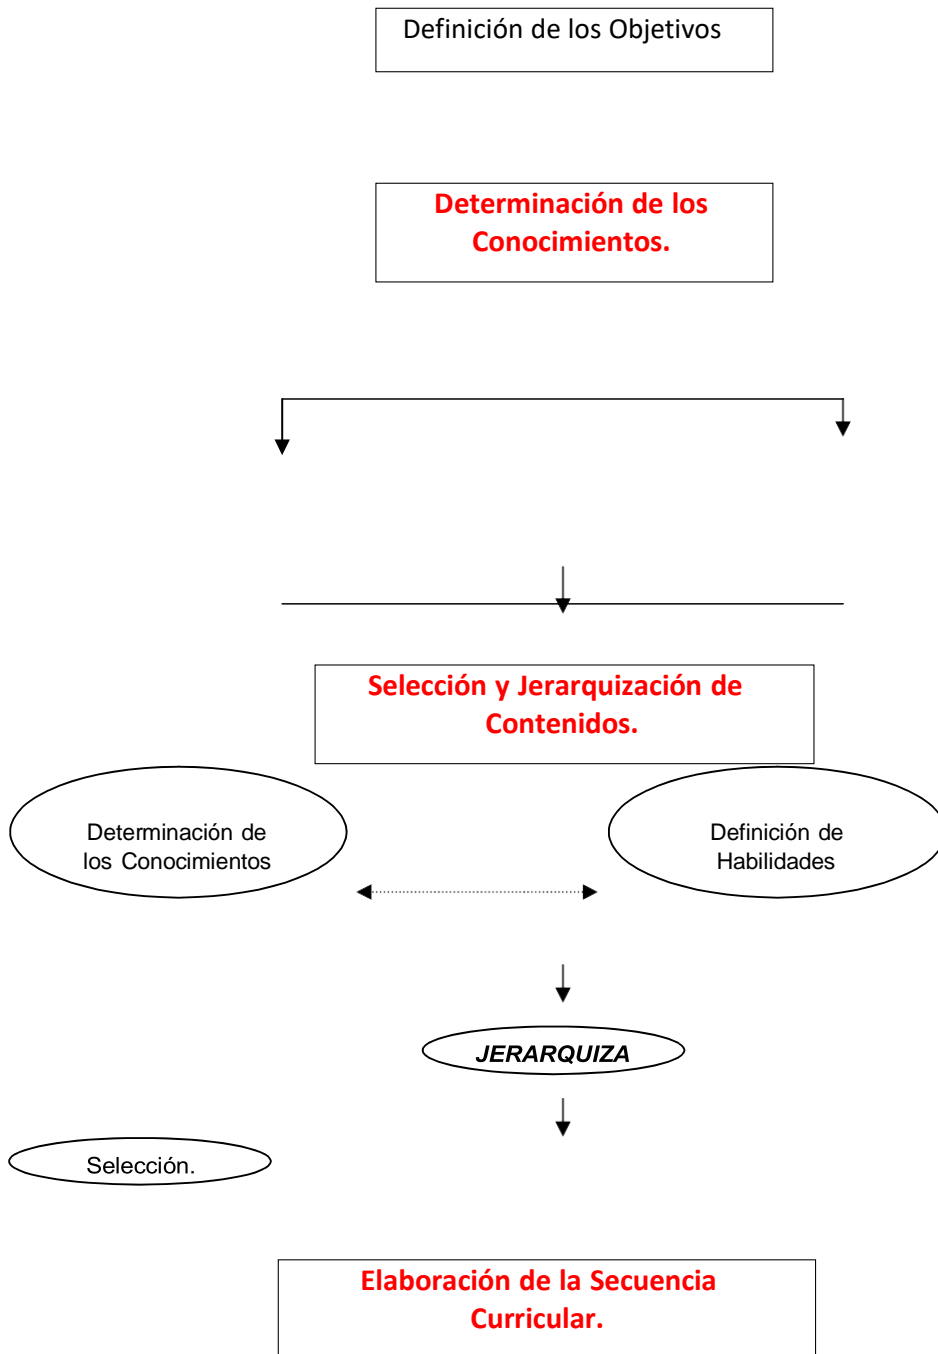 Definición de los Objetivos
Determinación de los
Conocimientos.
Selección y Jerarquización de
Contenidos.
Determinación de
los Conocimientos
Definición de
Habilidades
JERARQUIZA
Selección.
Elaboración de la Secuencia
Curricular.